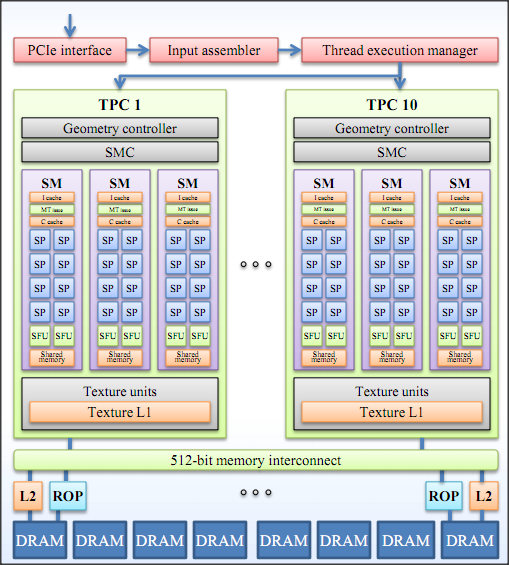 PCIe interface
Input assembler
Thread execution manager
TPC 1
Geometry controller
SMC
SM
SM
SM
I cache
I cache
I cache
MT issue
MT issue
MT issue
C cache
C cache
C cache
SP SP
SP SP
SP SP
SP SP
SP SP
SP SP
SP SP
SP SP
SP SP
SP SP
SP SP
SP SP
SFU SFU
SFU SFU
SFU SFU
Shared
memory
Shared
memory
Shared
memory
Texture units
Texture L1
TPC 10
Geometry controller
SMC
SM
SM
SM
I cache
I cache
I cache
MT issue
MT issue
MT issue
C cache
C cache
C cache
SP SP
SP SP
SP SP
SP SP
SP SP
SP SP
SP SP
SP SP
SP SP
SP SP
SP SP
SP SP
SFU SFU
SFU SFU
SFU SFU
Shared
memory
Shared
memory
Shared
memory
Texture units
Texture L1
512-bit memory interconnect
L2
ROP
ROP
L2
DRAM
DRAM
DRAM
DRAM
DRAM
DRAM
DRAM
DRAM